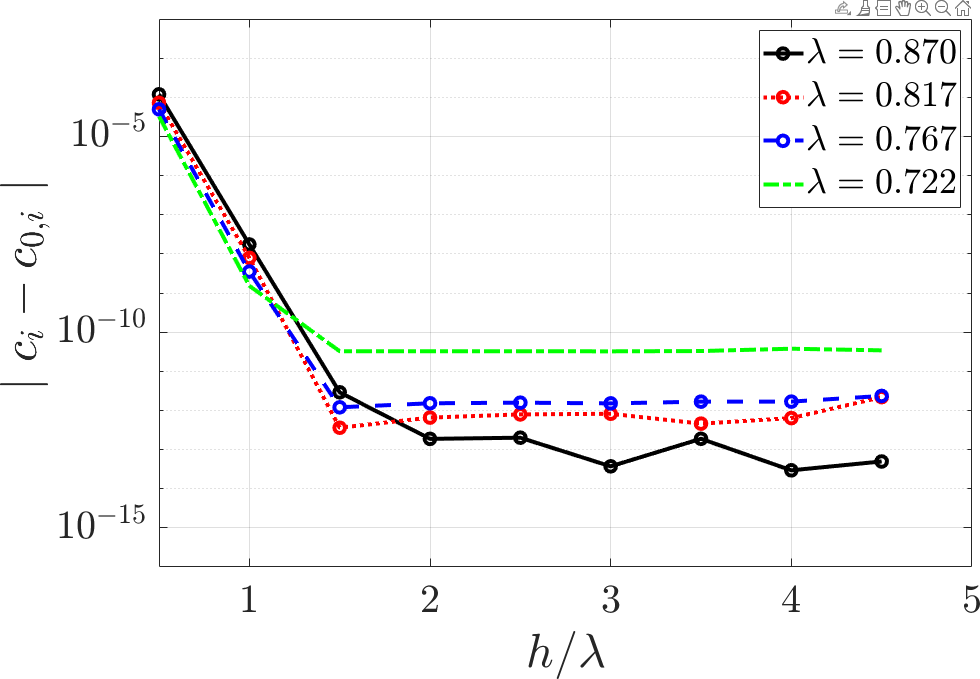 λ = 0.870
λ = 0.817
λ = 0.767
λ = 0.722
| c_i − c_{0,i} |
10^{-5}
10^{-10}
10^{-15}
1 2 3 4 5
h/λ